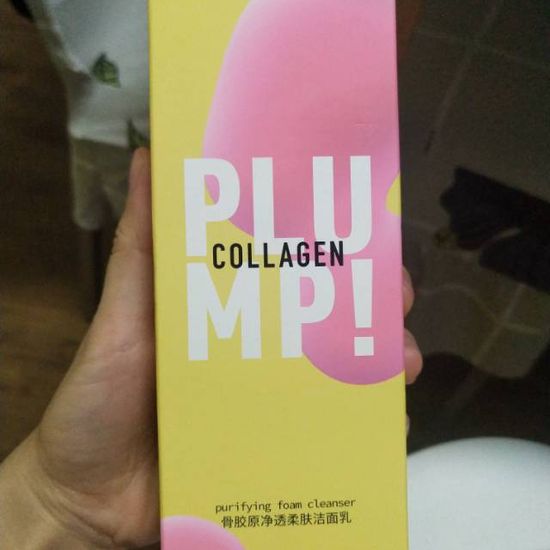 PLU
COLLAGEN
MP!
purifying foam cleanser
骨胶原净透柔肤洁面乳